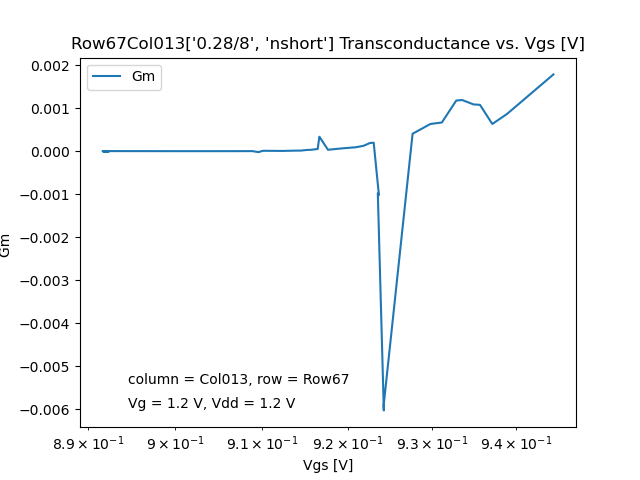 Row67Col013['0.28/8', 'nshort'] Transconductance vs. Vgs [V]
Gm
0.002
0.001
0.000
−0.001
−0.002
−0.003
−0.004
−0.005
−0.006
Gm
column = Col013, row = Row67
Vg = 1.2 V, Vdd = 1.2 V
8.9 × 10⁻¹ 9 × 10⁻¹ 9.1 × 10⁻¹ 9.2 × 10⁻¹ 9.3 × 10⁻¹ 9.4 × 10⁻¹
Vgs [V]